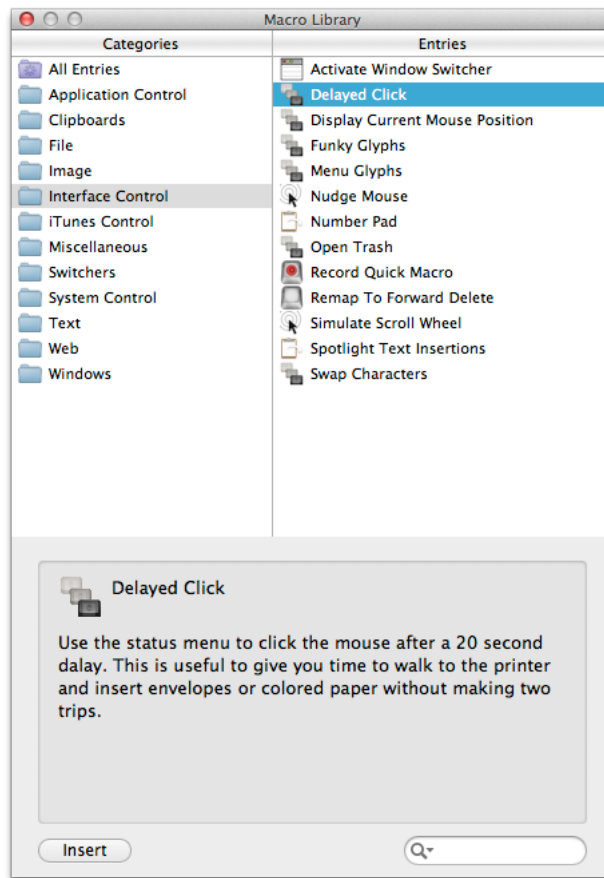 Macro Library
Categories
Entries
All Entries
Application Control
Clipboards
File
Image
Interface Control
iTunes Control
Miscellaneous
Switchers
System Control
Text
Web
Windows
Activate Window Switcher
Delayed Click
Display Current Mouse Position
Funky Glyphs
Menu Glyphs
Nudge Mouse
Number Pad
Open Trash
Record Quick Macro
Remap To Forward Delete
Simulate Scroll Wheel
Spotlight Text Insertions
Swap Characters
Delayed Click
Use the status menu to click the mouse after a 20 second
dalay. This is useful to give you time to walk to the printer
and insert envelopes or colored paper without making two
trips.
Insert